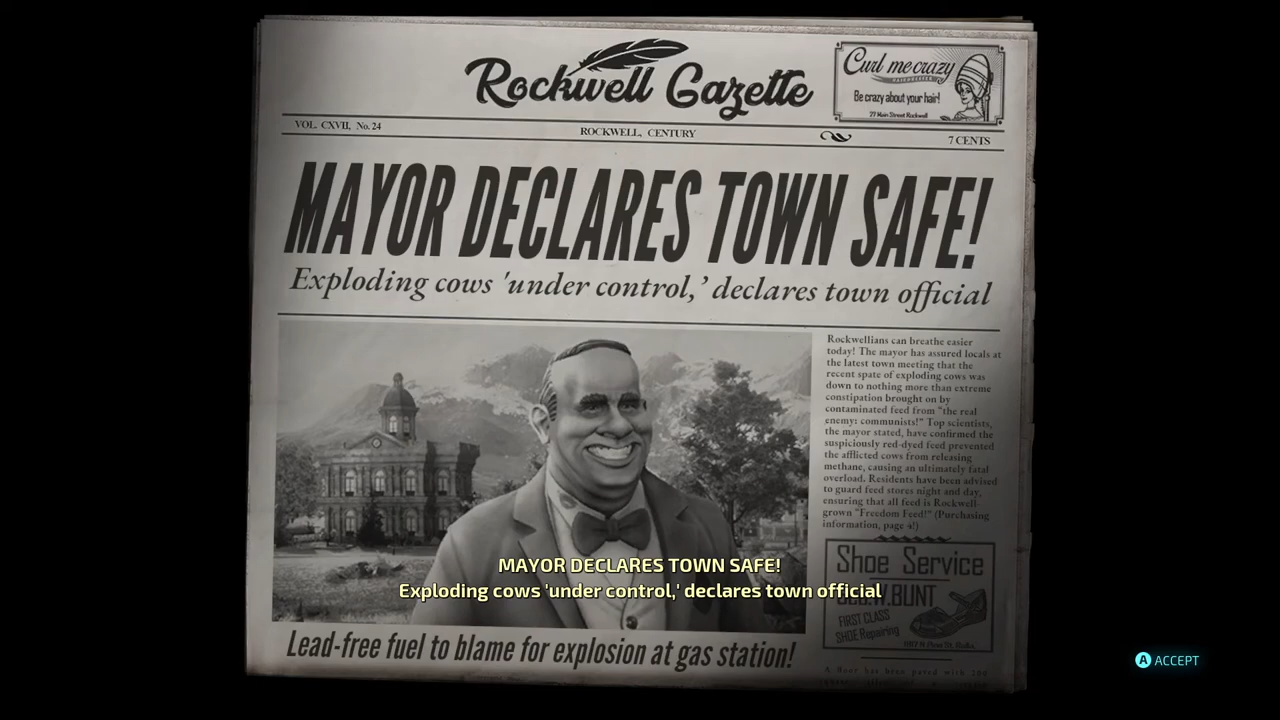 Rockwell Gazette
Curl me crazy
Be crazy about your hair!
27 Main Street Rockwell
VOL. CXVII, No. 24
ROCKWELL, CENTURY
7 CENTS
MAYOR DECLARES TOWN SAFE!
Exploding cows 'under control,' declares town official
Rockwellians can breathe easier
today! The mayor has assured locals at
the latest town meeting that the
recent spate of exploding cows was
down to nothing more than extreme
constipation brought on by
contaminated feed from "the real
enemy: communists!" Top scientists,
the mayor stated, have confirmed the
suspiciously red-dyed feed prevented
the afflicted cows from releasing
methane, causing an ultimately fatal
overload. Residents have been advised
to guard feed stores night and day,
ensuring that all feed is Rockwell-
grown "Freedom Feed!" (Purchasing
information, page 4!)
Shoe Service
W.BUNT
FIRST CLASS
SHOE Repairing
MAYOR DECLARES TOWN SAFE!
Exploding cows 'under control,' declares town official
Lead-free fuel to blame for explosion at gas station!
A floor has been paved with 100
A ACCEPT